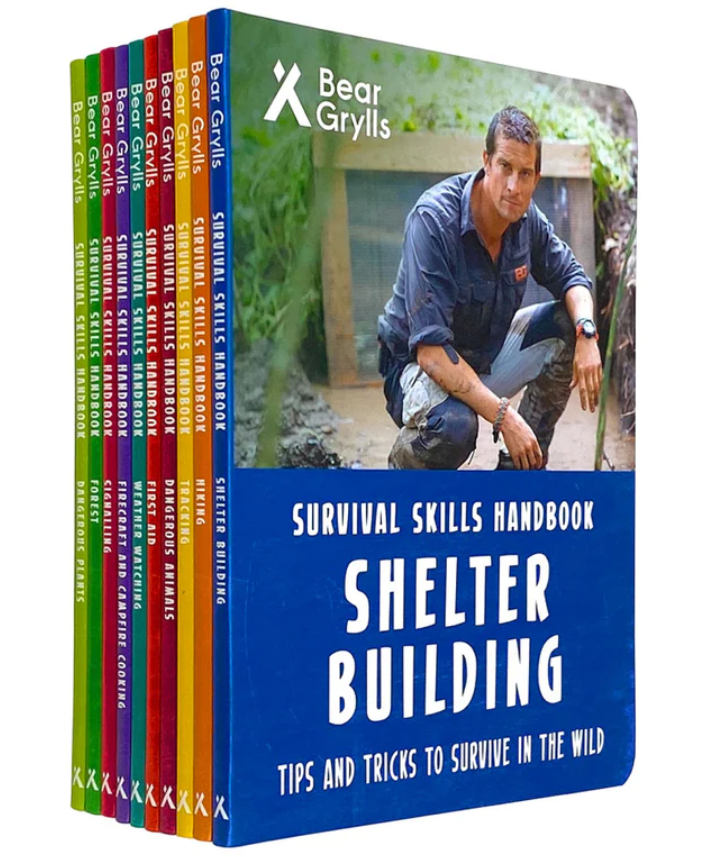 Bear Grylls SURVIVAL SKILLS HANDBOOK DANGEROUS PLANTS
Bear Grylls SURVIVAL SKILLS HANDBOOK FOREST
Bear Grylls SURVIVAL SKILLS HANDBOOK SIGNALLING
Bear Grylls SURVIVAL SKILLS HANDBOOK FIRECRAFT AND CAMPFIRE COOKING
Bear Grylls SURVIVAL SKILLS HANDBOOK WEATHER WATCHING
Bear Grylls SURVIVAL SKILLS HANDBOOK FIRST AID
Bear Grylls SURVIVAL SKILLS HANDBOOK DANGEROUS ANIMALS
Bear Grylls SURVIVAL SKILLS HANDBOOK TRACKING
Bear Grylls SURVIVAL SKILLS HANDBOOK HIKING
Bear Grylls SURVIVAL SKILLS HANDBOOK SHELTER BUILDING
Bear
Grylls
SURVIVAL SKILLS HANDBOOK
SHELTER
BUILDING
TIPS AND TRICKS TO SURVIVE IN THE WILD